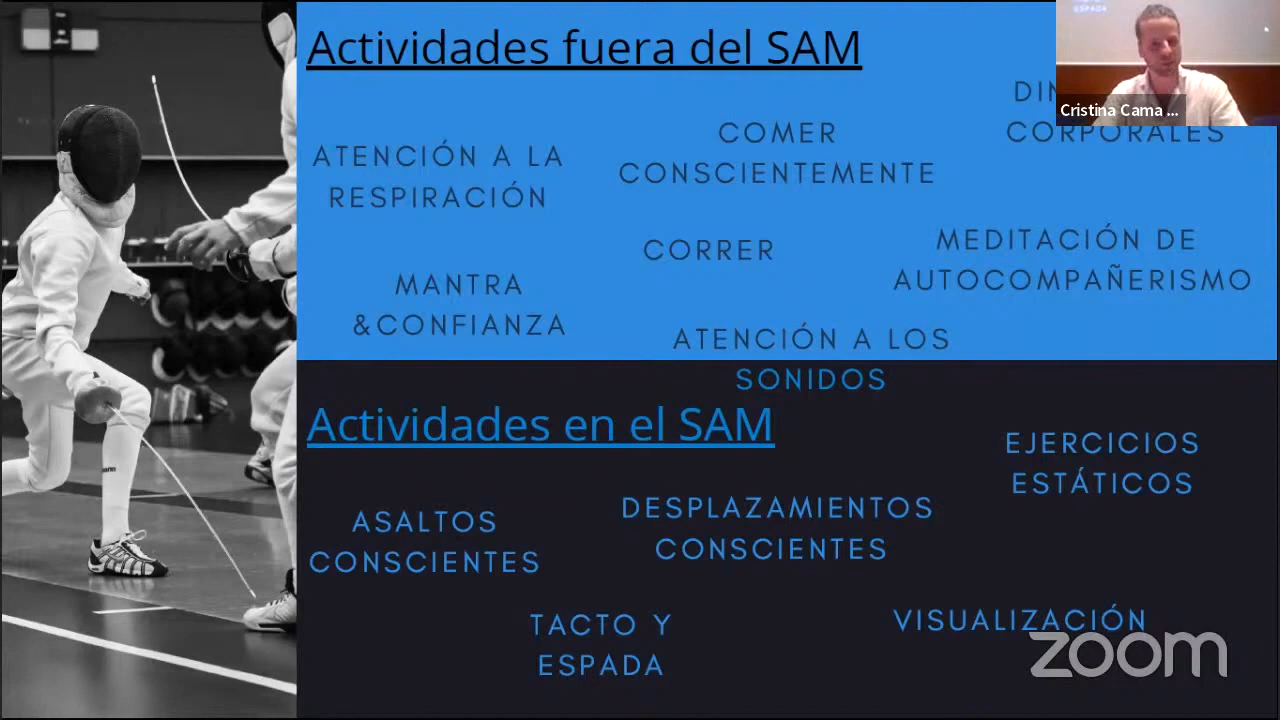 Actividades fuera del SAM
ESPADA
Cristina Cama ...
CORPORALES
COMER
CONSCIENTEMENTE
ATENCIÓN A LA
RESPIRACIÓN
CORRER
MEDITACIÓN DE
AUTOCOMPAÑERISMO
MANTRA
&CONFIANZA
ATENCIÓN A LOS
SONIDOS
Actividades en el SAM
EJERCICIOS
ESTÁTICOS
ASALTOS
CONSCIENTES
DESPLAZAMIENTOS
CONSCIENTES
TACTO Y
ESPADA
VISUALIZACIÓN
zoom